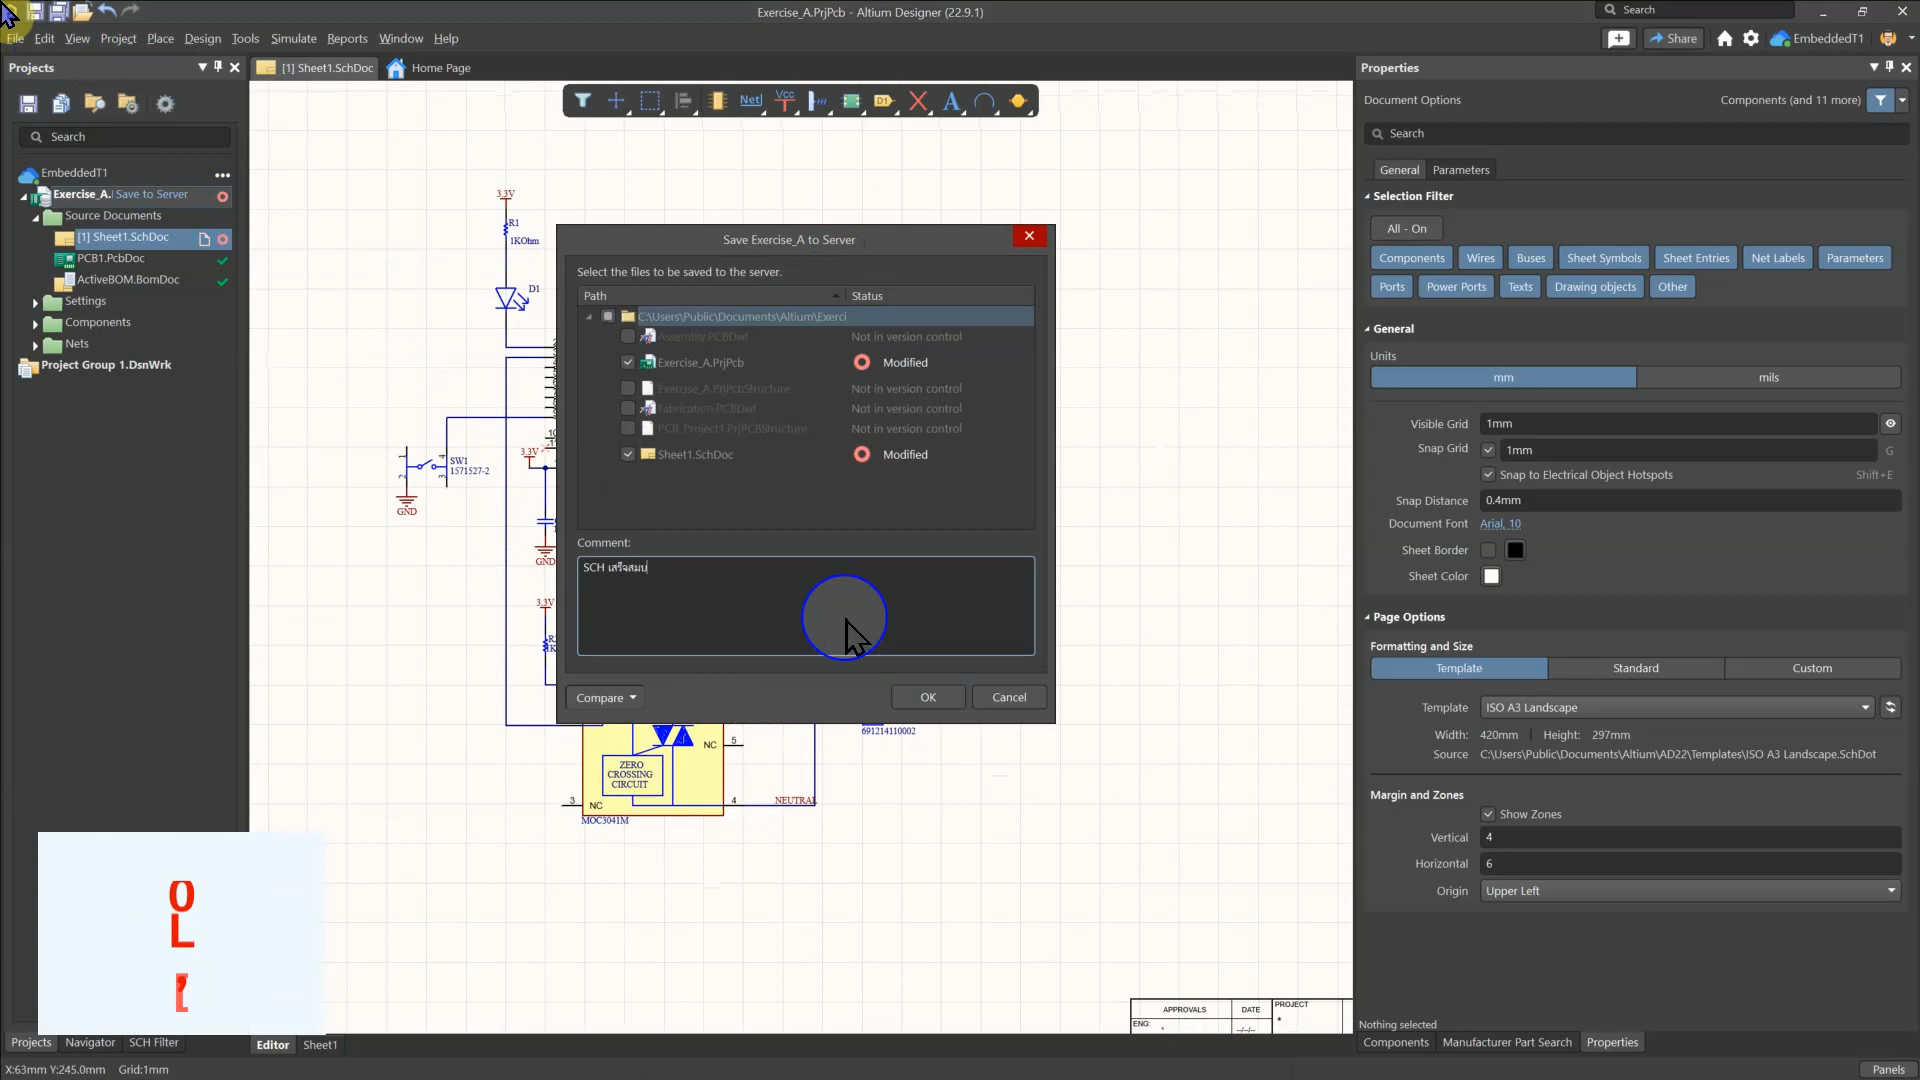 Exercise_A.PrjPcb - Altium Designer (22.9.1)
Search
File Edit View Project Place Design Tools Simulate Reports Window Help
Share
EmbeddedT1
Projects
[1] Sheet1.SchDoc
Home Page
Properties
Net
Vcc
D1
A
Document Options
Components (and 11 more)
Search
Search
General
Parameters
EmbeddedT1
Exercise_A. Save to Server
Source Documents
[1] Sheet1.SchDoc
PCB1.PcbDoc
ActiveBOM.BomDoc
Settings
Components
Nets
Project Group 1.DsnWrk
Selection Filter
All - On
Components Wires Buses Sheet Symbols Sheet Entries Net Labels Parameters
Ports Power Ports Texts Drawing objects Other
General
Units
mm
mils
Visible Grid 1mm
Snap Grid 1mm G
Snap to Electrical Object Hotspots Shift+E
Snap Distance 0.4mm
Document Font Arial, 10
Sheet Border
Sheet Color
Page Options
Formatting and Size
Template Standard Custom
Template ISO A3 Landscape
Width: 420mm Height: 297mm
Source C:\Users\Public\Documents\Altium\AD22\Templates\ISO A3 Landscape.SchDot
Margin and Zones
Show Zones
Vertical 4
Horizontal 6
Origin Upper Left
Nothing selected
Components Manufacturer Part Search Properties
Panels
3.3V
R1
1KOhm
D1
SW1
1571527-2
1
2
3
4
GND
3.3V
GND
3.3V
Save Exercise_A to Server
Select the files to be saved to the server.
Path Status
C:\Users\Public\Documents\Altium\Exerci
Assembly.PCBDwf Not in version control
Exercise_A.PrjPcb Modified
Exercise_A.PrjPcbStructure Not in version control
Fabrication.PCBDwf Not in version control
PCB_Project1.PrjPCBStructure Not in version control
Sheet1.SchDoc Modified
Comment:
SCH เสร็จสมบ
Compare
OK
Cancel
691214110002
NC
5
ZERO
CROSSING
CIRCUIT
3
NC
4
NEUTRAL
MOC3041M
O
L
APPROVALS DATE PROJECT
ENG: * --/--/-- *
Projects Navigator SCH Filter
Editor Sheet1
X:63mm Y:245.0mm Grid:1mm